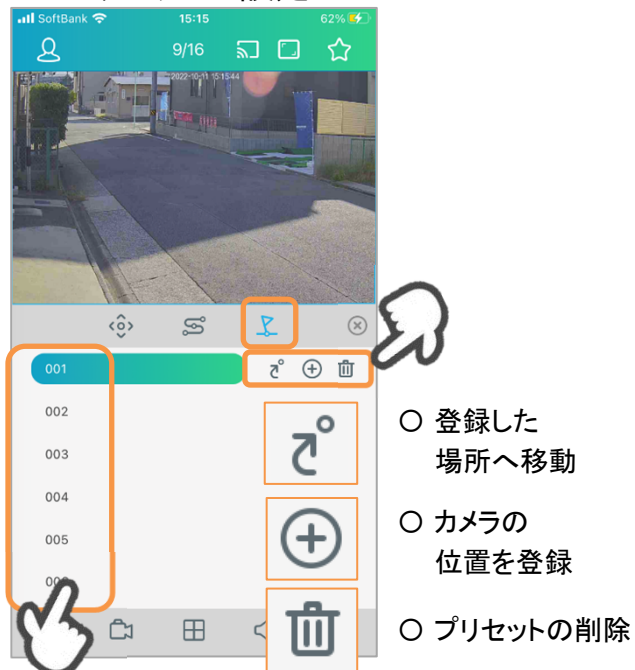 SoftBank 15:15 62%
9/16
2022-10-11 15:15:44
001
002
003
004
005
〇 登録した
場所へ移動
〇 カメラの
位置を登録
〇 プリセットの削除